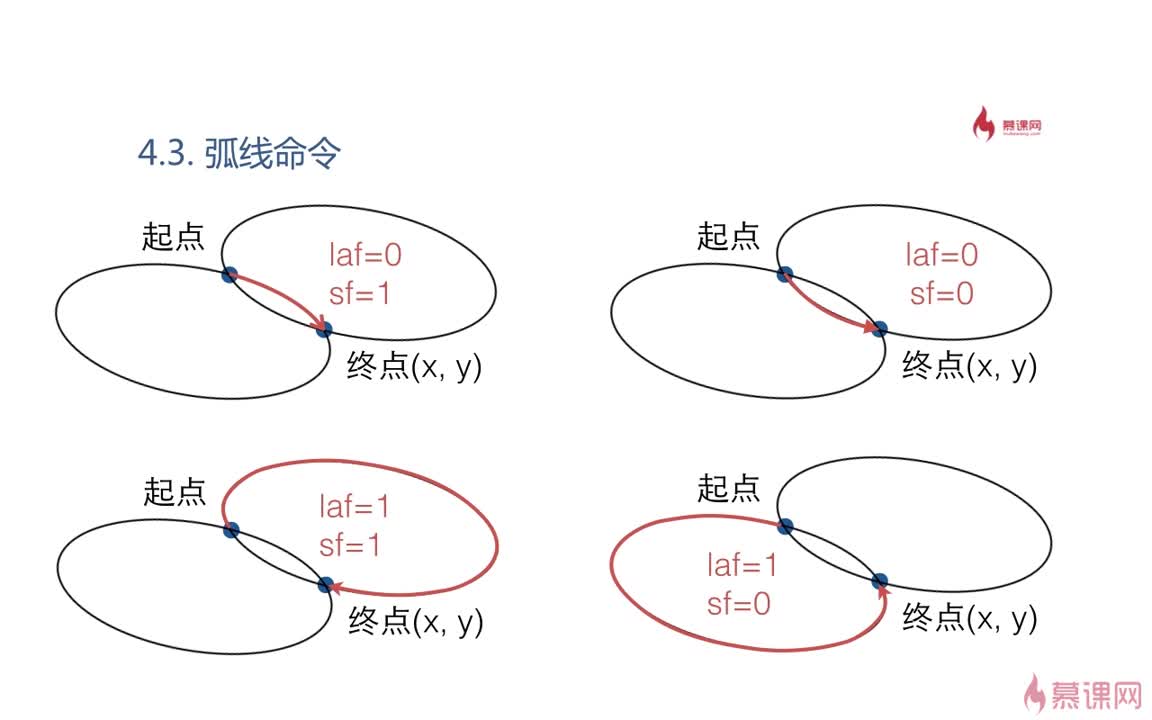 慕课网
4.3. 弧线命令
起点
laf=0
sf=1
终点(x, y)
起点
laf=0
sf=0
终点(x, y)
起点
laf=1
sf=1
终点(x, y)
起点
laf=1
sf=0
终点(x, y)
慕课网